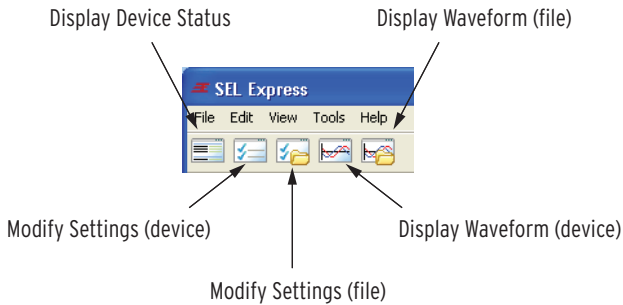 Display Device Status
Display Waveform (file)
SEL Express
File Edit View Tools Help
Modify Settings (device)
Display Waveform (device)
Modify Settings (file)